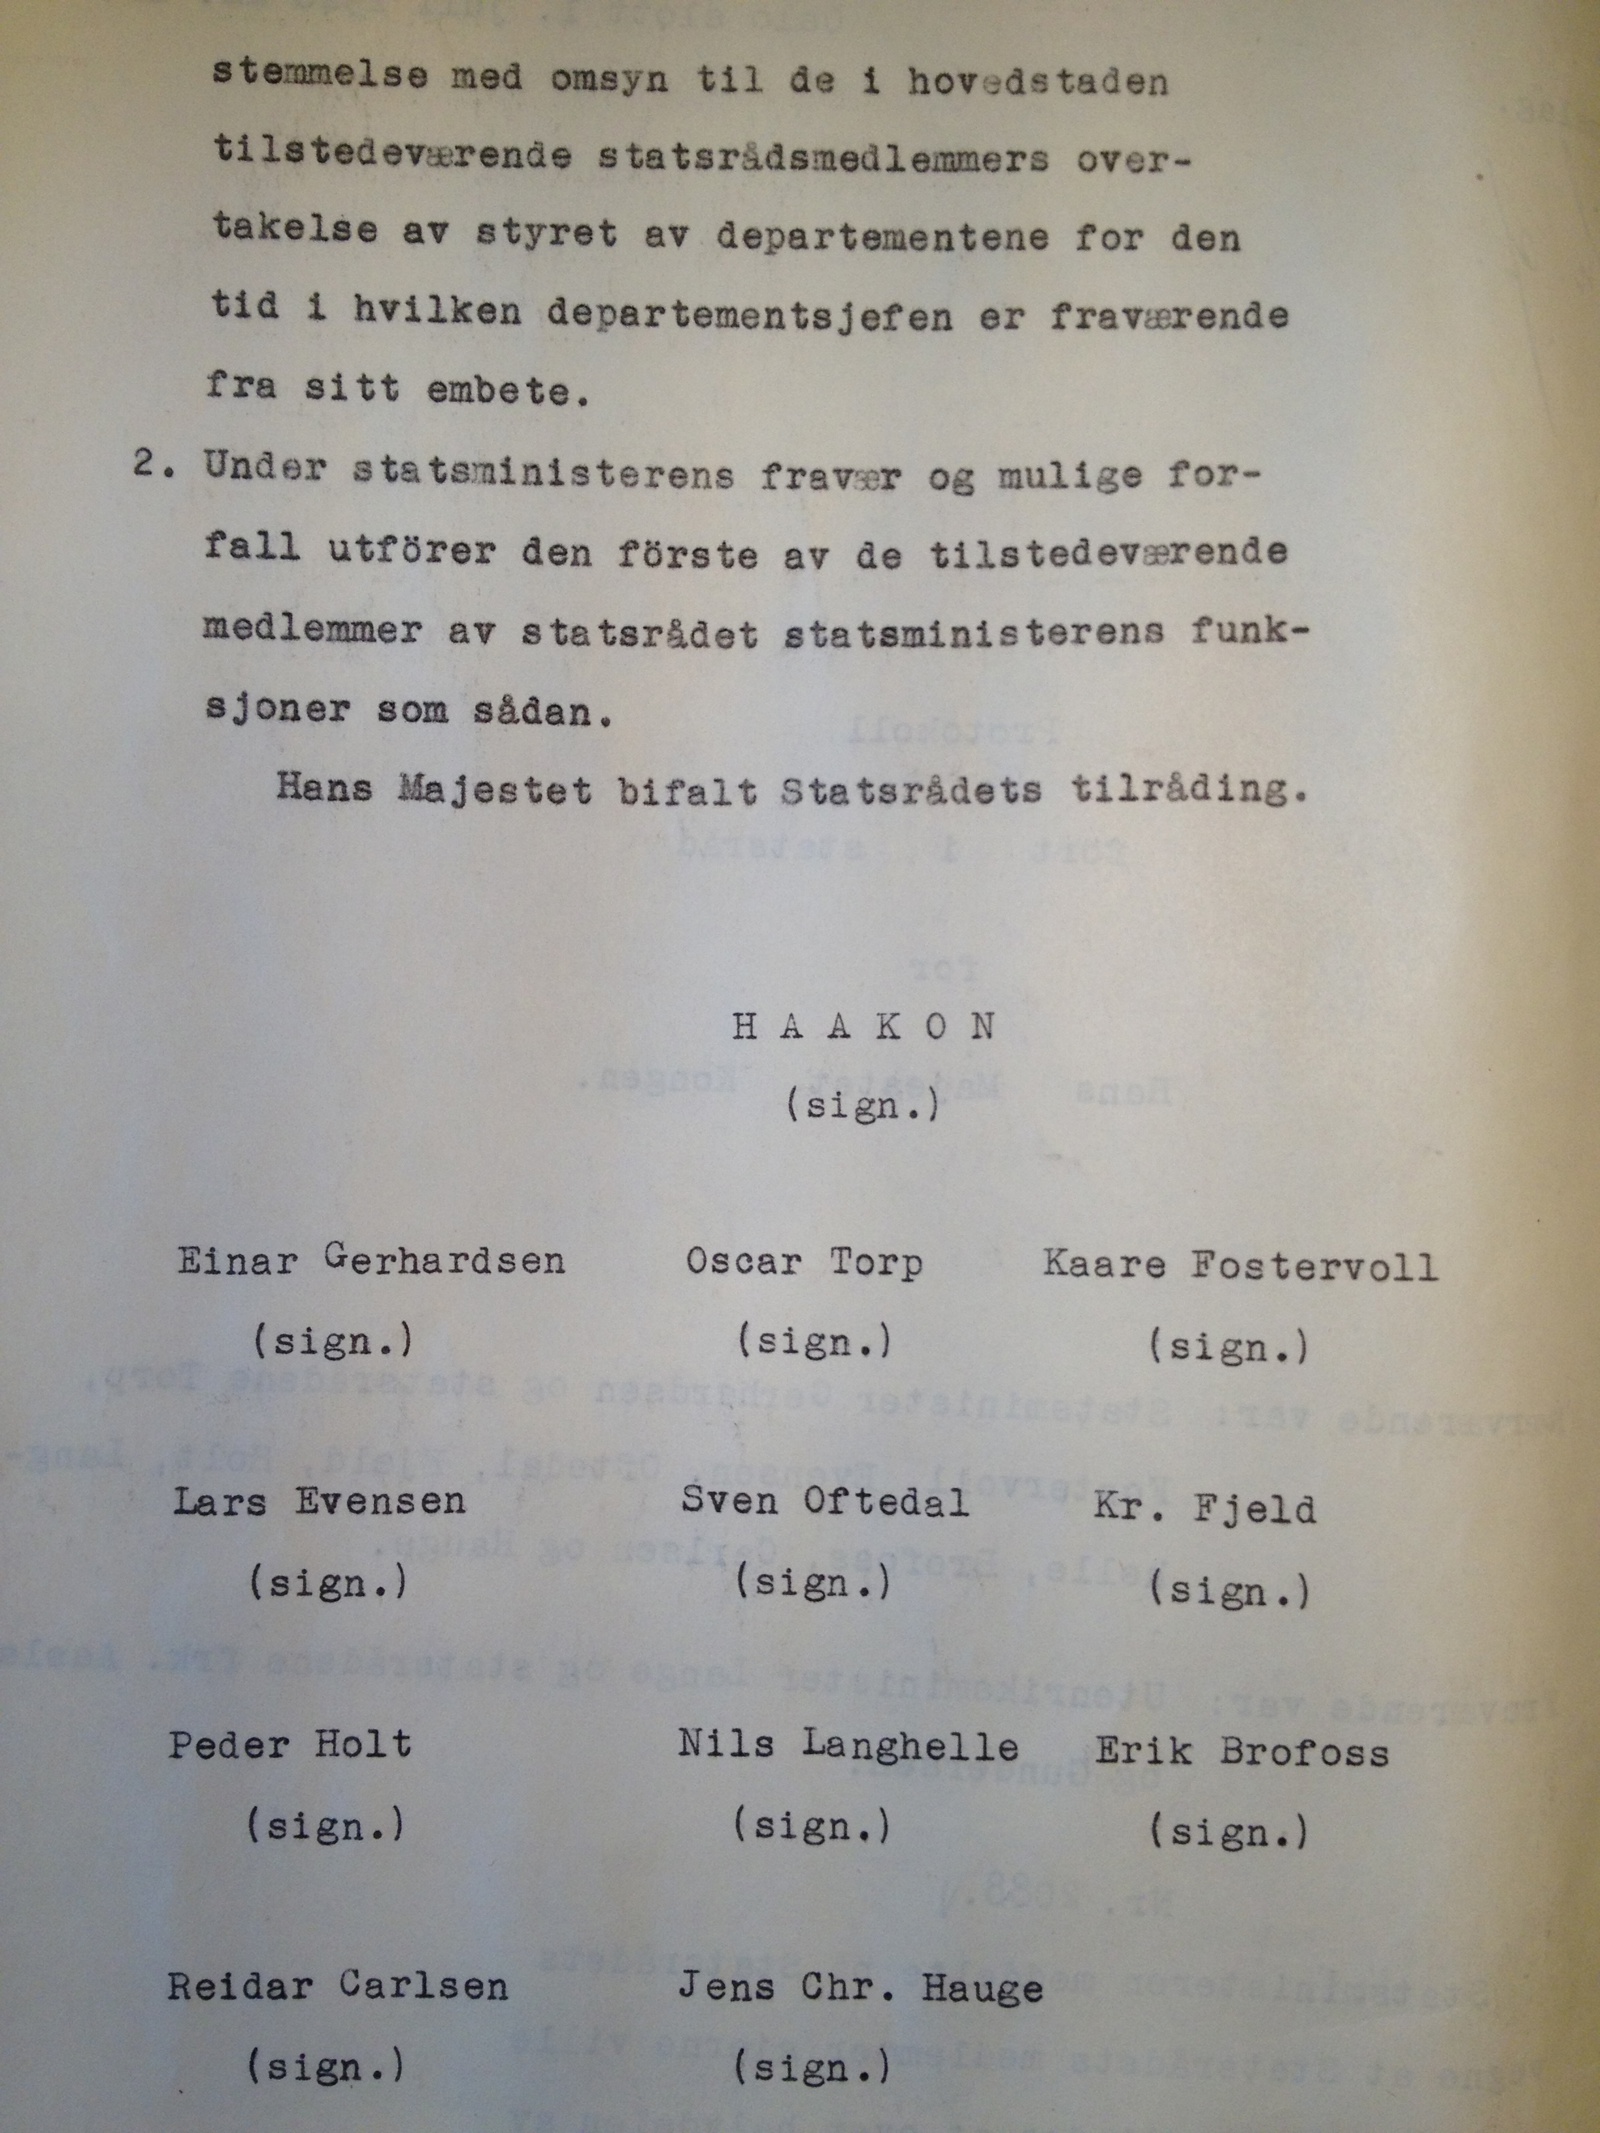 stemmelse med omsyn til de i hovedstaden
tilstedeværende statsrådsmedlemmers over-
takelse av styret av departementene for den
tid i hvilken departementsjefen er fraværende
fra sitt embete.
2. Under statsministerens fravær og mulige for-
fall utförer den förste av de tilstedeværende
medlemmer av statsrådet statsministerens funk-
sjoner som sådan.
Hans Majestet bifalt Statsrådets tilråding.
H A A K O N
(sign.)
Einar Gerhardsen Oscar Torp Kaare Fostervoll
(sign.) (sign.) (sign.)
Lars Evensen Sven Oftedal Kr. Fjeld
(sign.) (sign.) (sign.)
Peder Holt Nils Langhelle Erik Brofoss
(sign.) (sign.) (sign.)
Reidar Carlsen Jens Chr. Hauge
(sign.) (sign.)